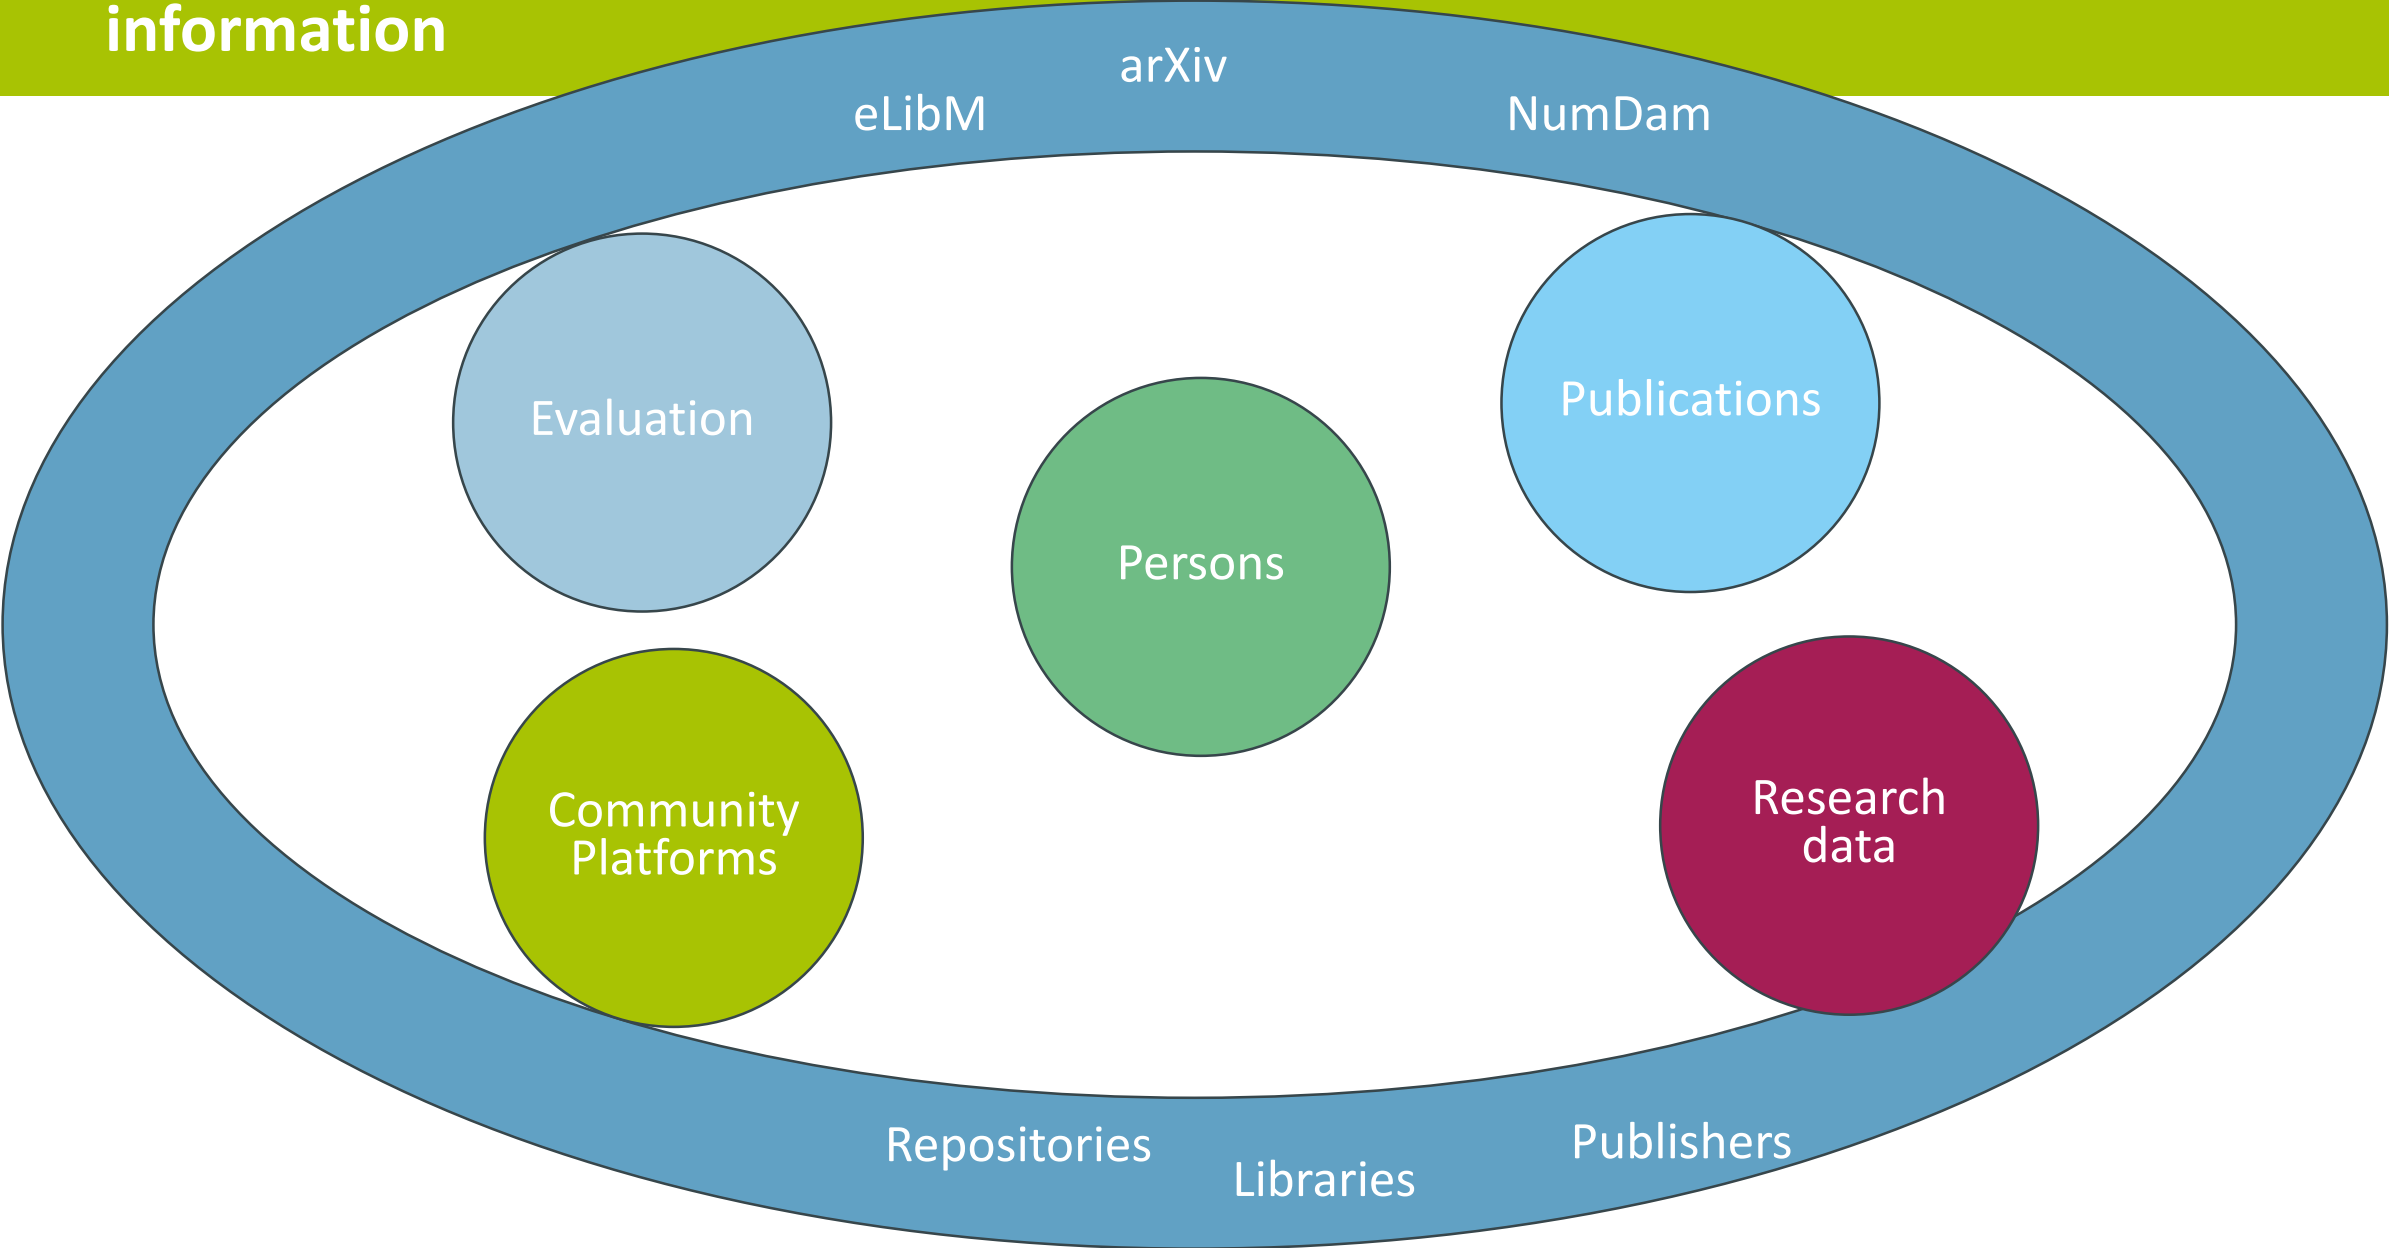 information
arXiv
eLibM
NumDam
Evaluation
Publications
Persons
Community
Platforms
Research
data
Repositories
Libraries
Publishers